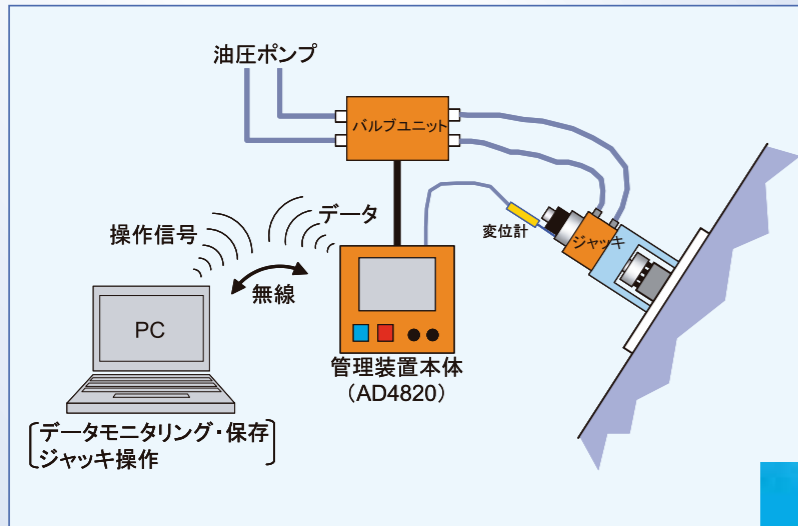 油圧ポンプ
バルブユニット
データ
操作信号
変位計
ジャッキ
無線
PC
管理装置本体
（AD4820）
データモニタリング・保存
ジャッキ操作